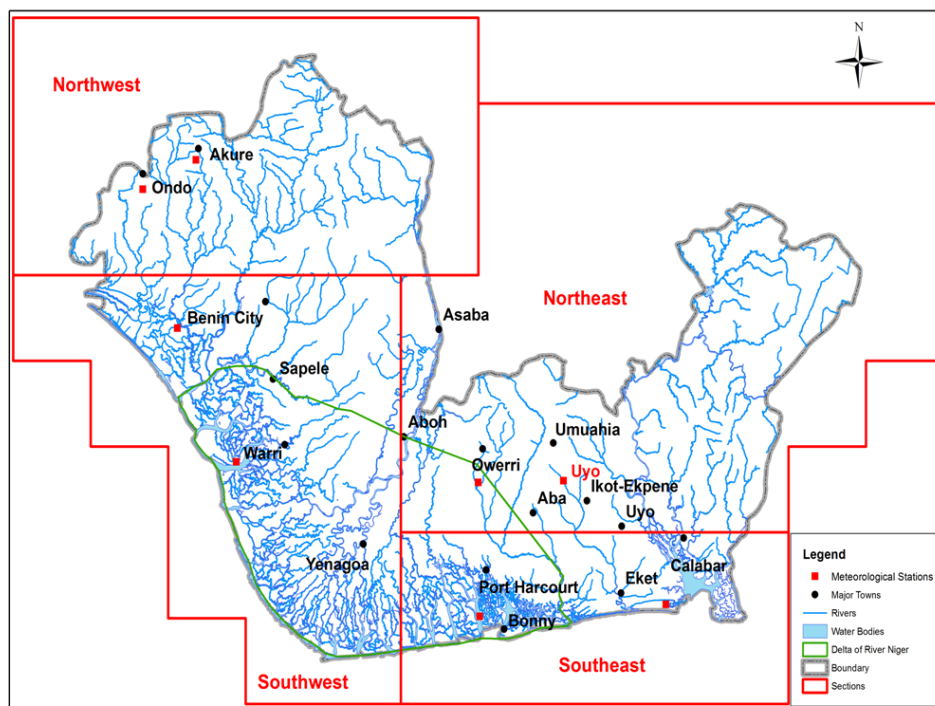 Northwest
N
Akure
Ondo
Northeast
Benin City
Asaba
Sapele
Aboh
Umuahia
Warri
Owerri
Uyo
Ikot-Ekpene
Aba
Uyo
Yenagoa
Calabar
Port Harcourt
Eket
Bonny
Southeast
Southwest
Legend
Meteorological Stations
Major Towns
Rivers
Water Bodies
Delta of River Niger
Boundary
Sections